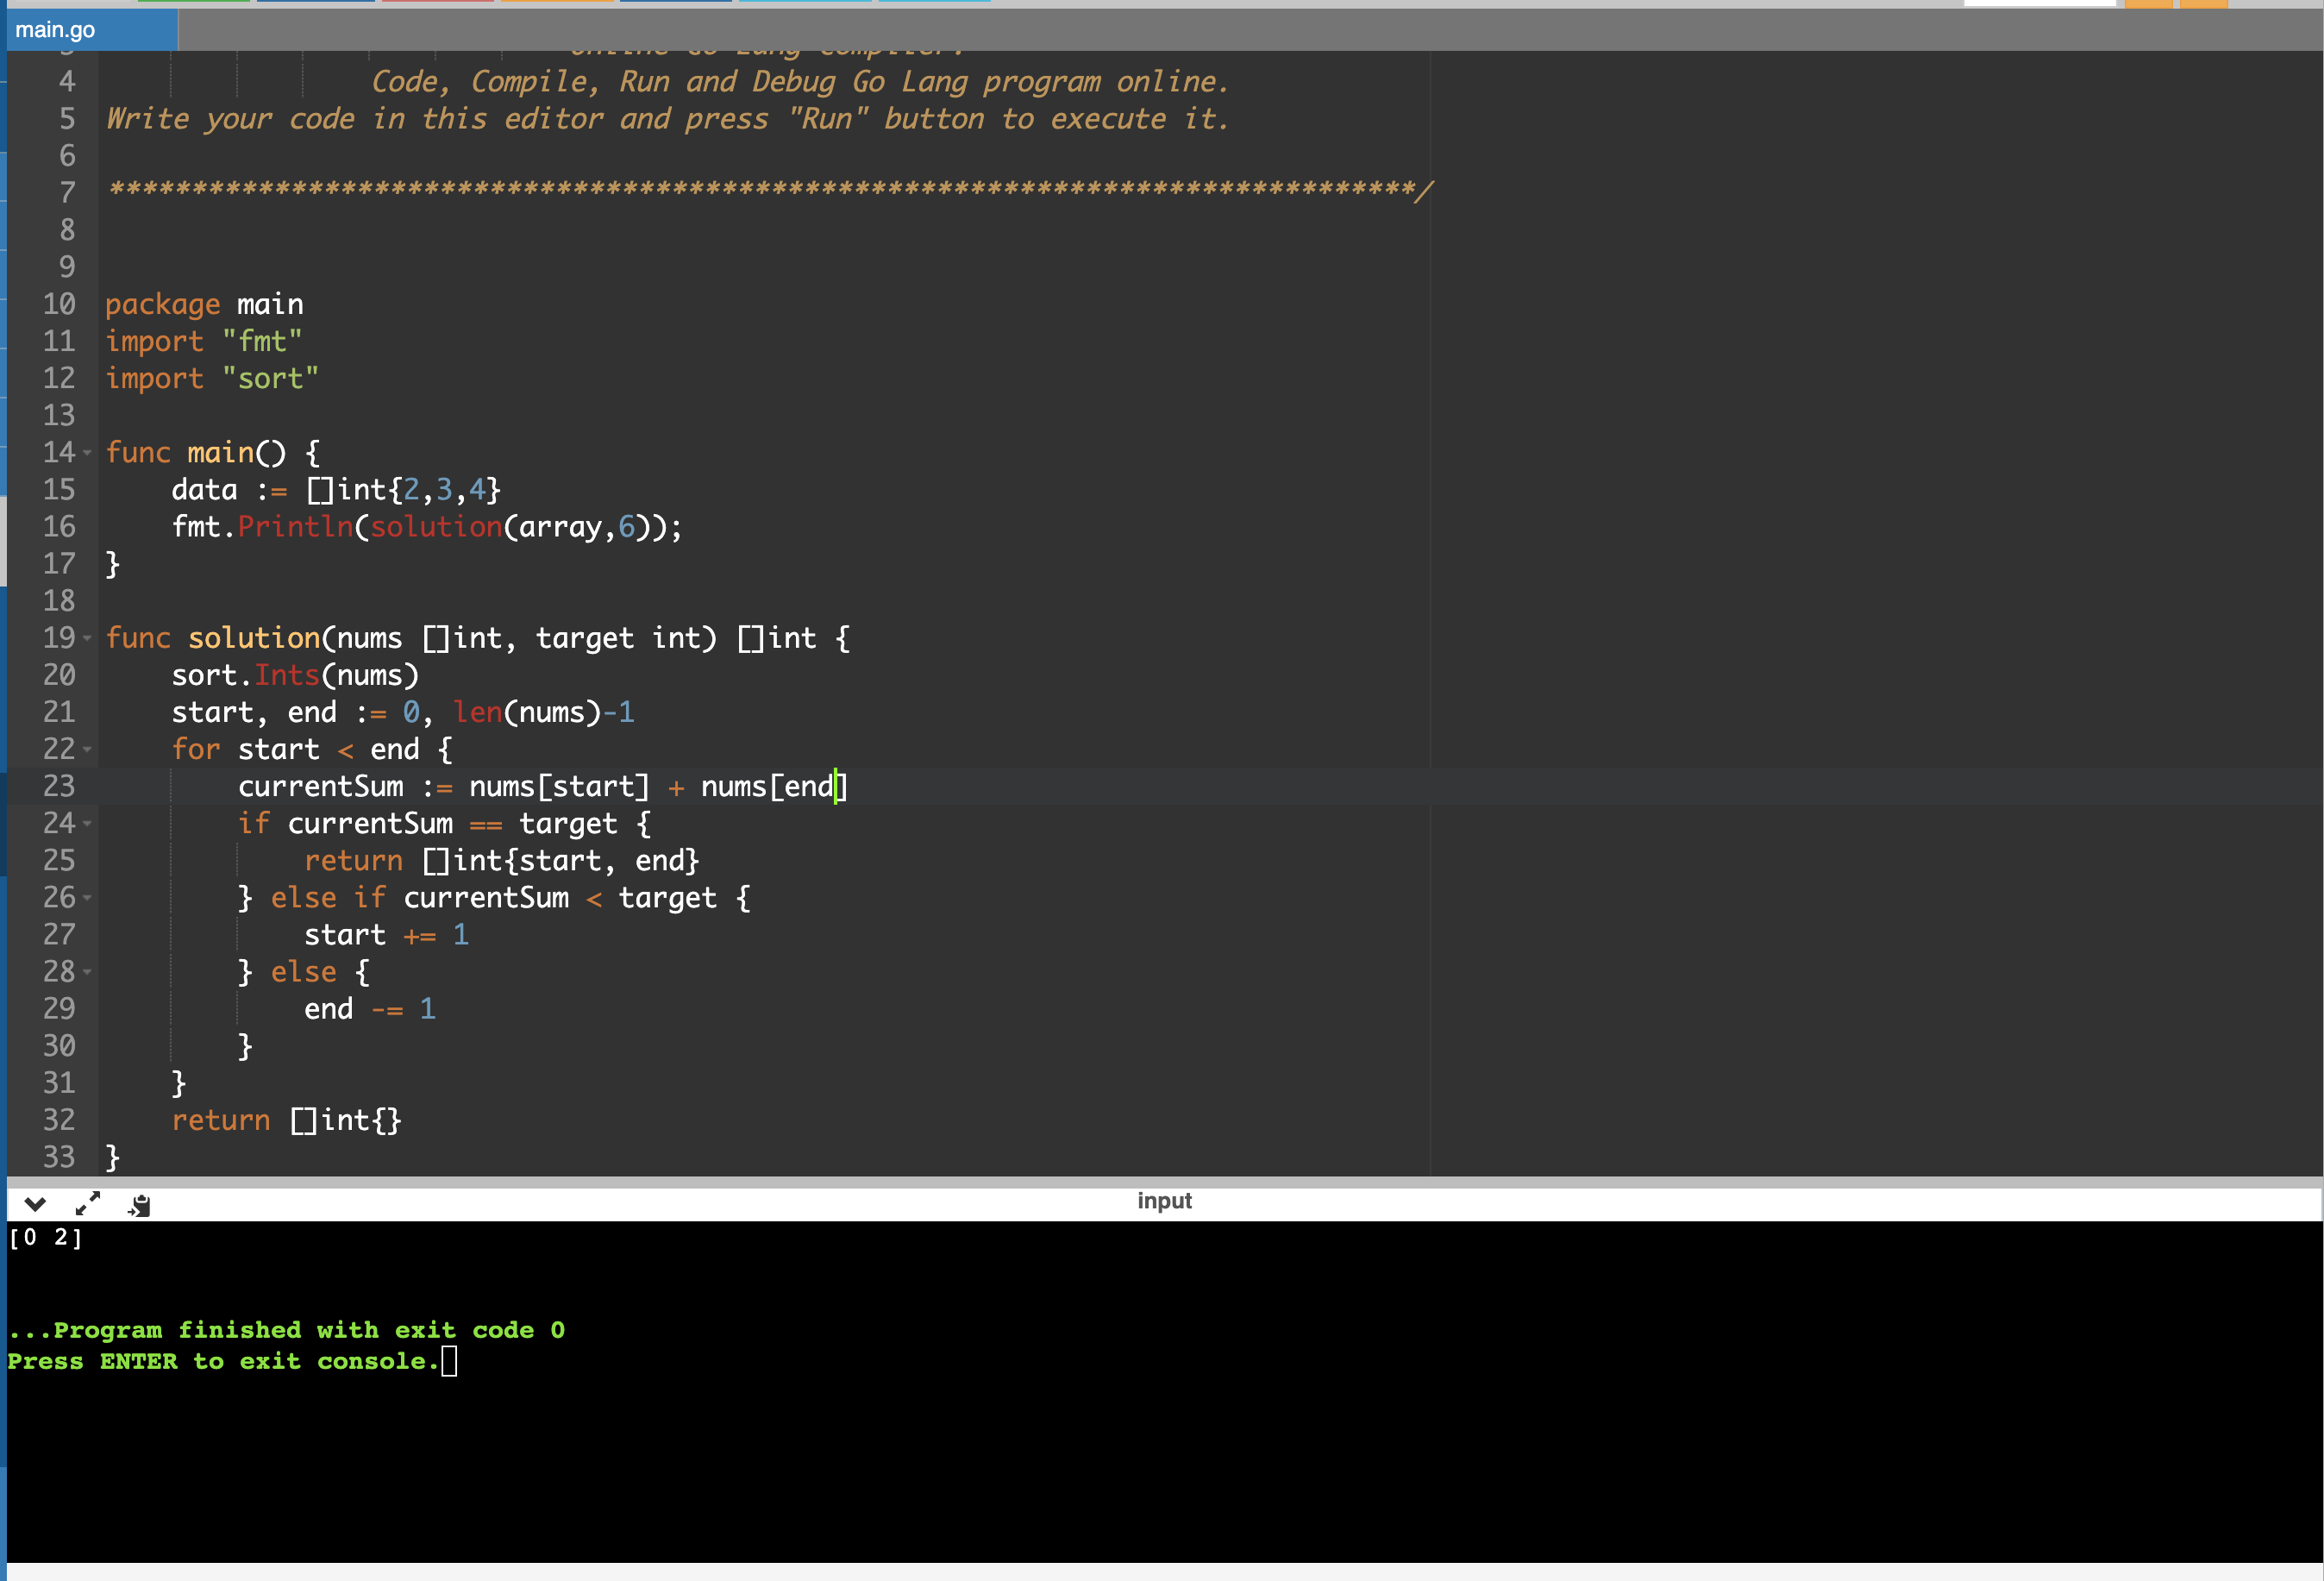 main.go
3 online Go Lang compiler.
4 Code, Compile, Run and Debug Go Lang program online.
5 Write your code in this editor and press "Run" button to execute it.
6
7 *******************************************************************************/
8
9
10 package main
11 import "fmt"
12 import "sort"
13
14 func main() {
15 data := []int{2,3,4}
16 fmt.Println(solution(array,6));
17 }
18
19 func solution(nums []int, target int) []int {
20 sort.Ints(nums)
21 start, end := 0, len(nums)-1
22 for start < end {
23 currentSum := nums[start] + nums[end]
24 if currentSum == target {
25 return []int{start, end}
26 } else if currentSum < target {
27 start += 1
28 } else {
29 end -= 1
30 }
31 }
32 return []int{}
33 }
input
[0 2]
...Program finished with exit code 0
Press ENTER to exit console.